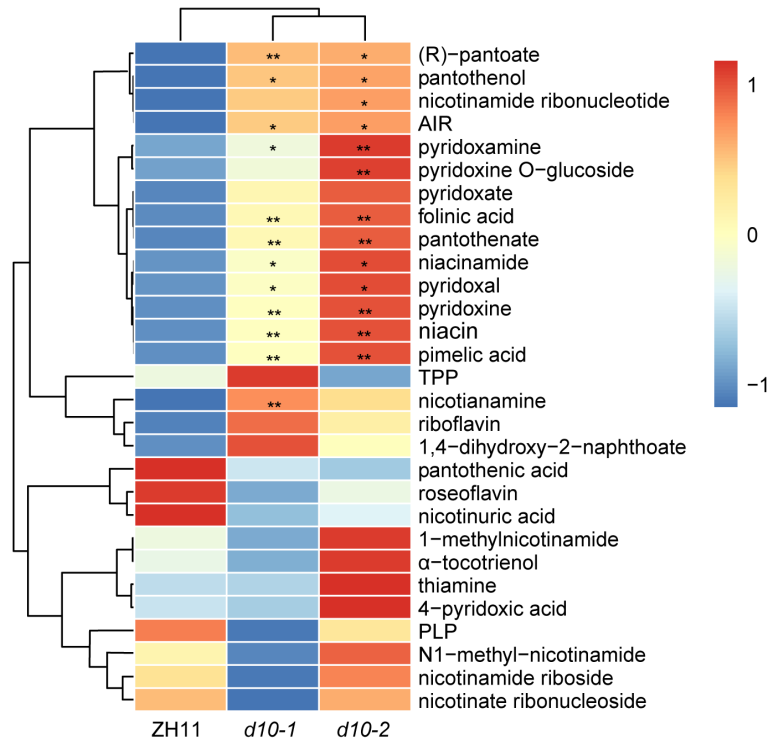 ** * (R)−pantoate
* * pantothenol
* nicotinamide ribonucleotide
* * AIR
* ** pyridoxamine
** pyridoxine O−glucoside
pyridoxate
** ** folinic acid
** ** pantothenate
* * niacinamide
* * pyridoxal
** ** pyridoxine
** ** niacin
** ** pimelic acid
TPP
** nicotianamine
riboflavin
1,4−dihydroxy−2−naphthoate
pantothenic acid
roseoflavin
nicotinuric acid
1−methylnicotinamide
α−tocotrienol
thiamine
4−pyridoxic acid
PLP
N1−methyl−nicotinamide
nicotinamide riboside
nicotinate ribonucleoside
ZH11 d10-1 d10-2
1
0
−1